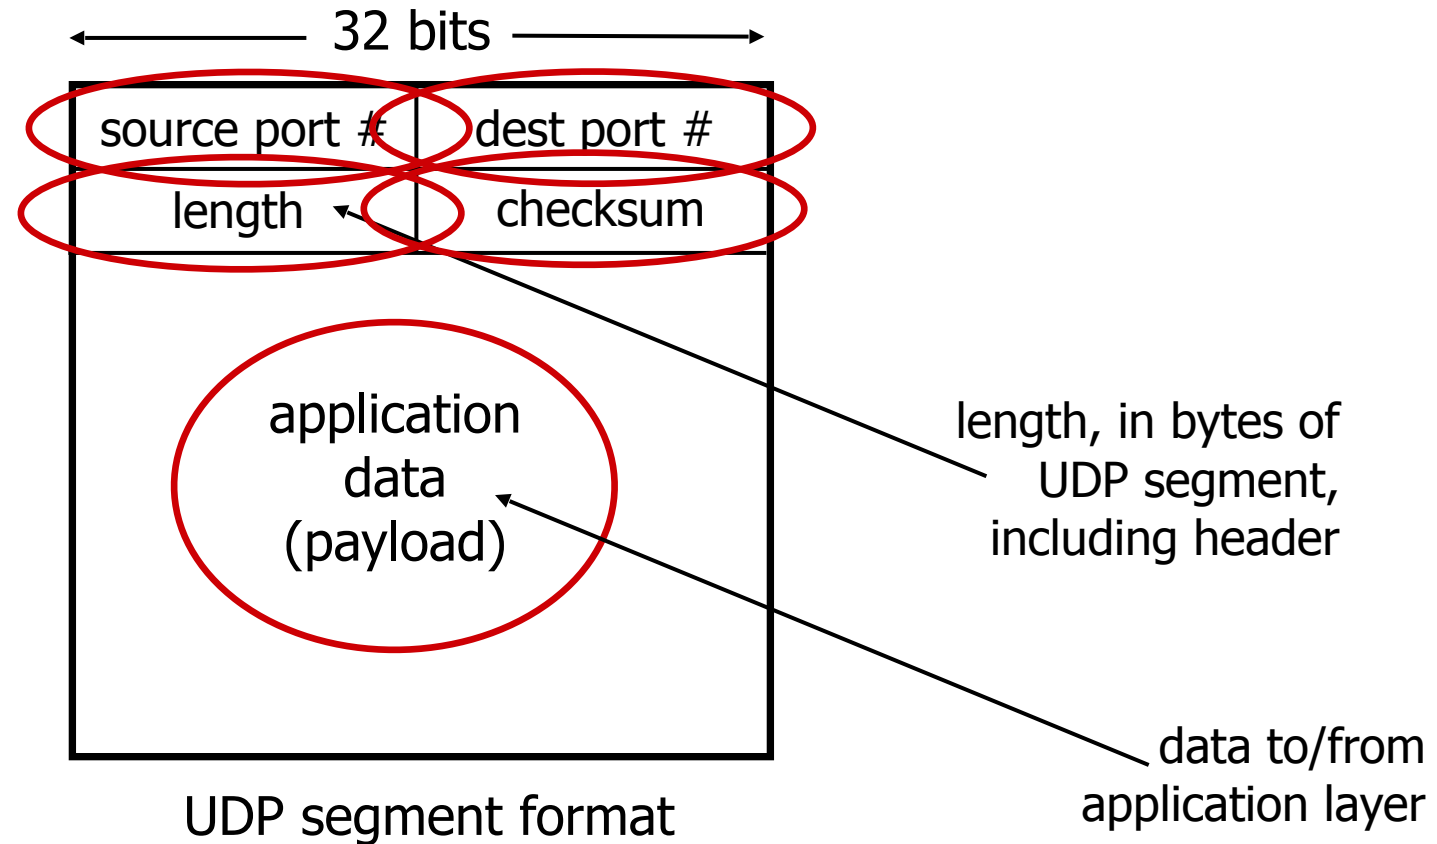 32 bits
source port #
dest port #
length
checksum
application
data
(payload)
length, in bytes of
UDP segment,
including header
data to/from
application layer
UDP segment format